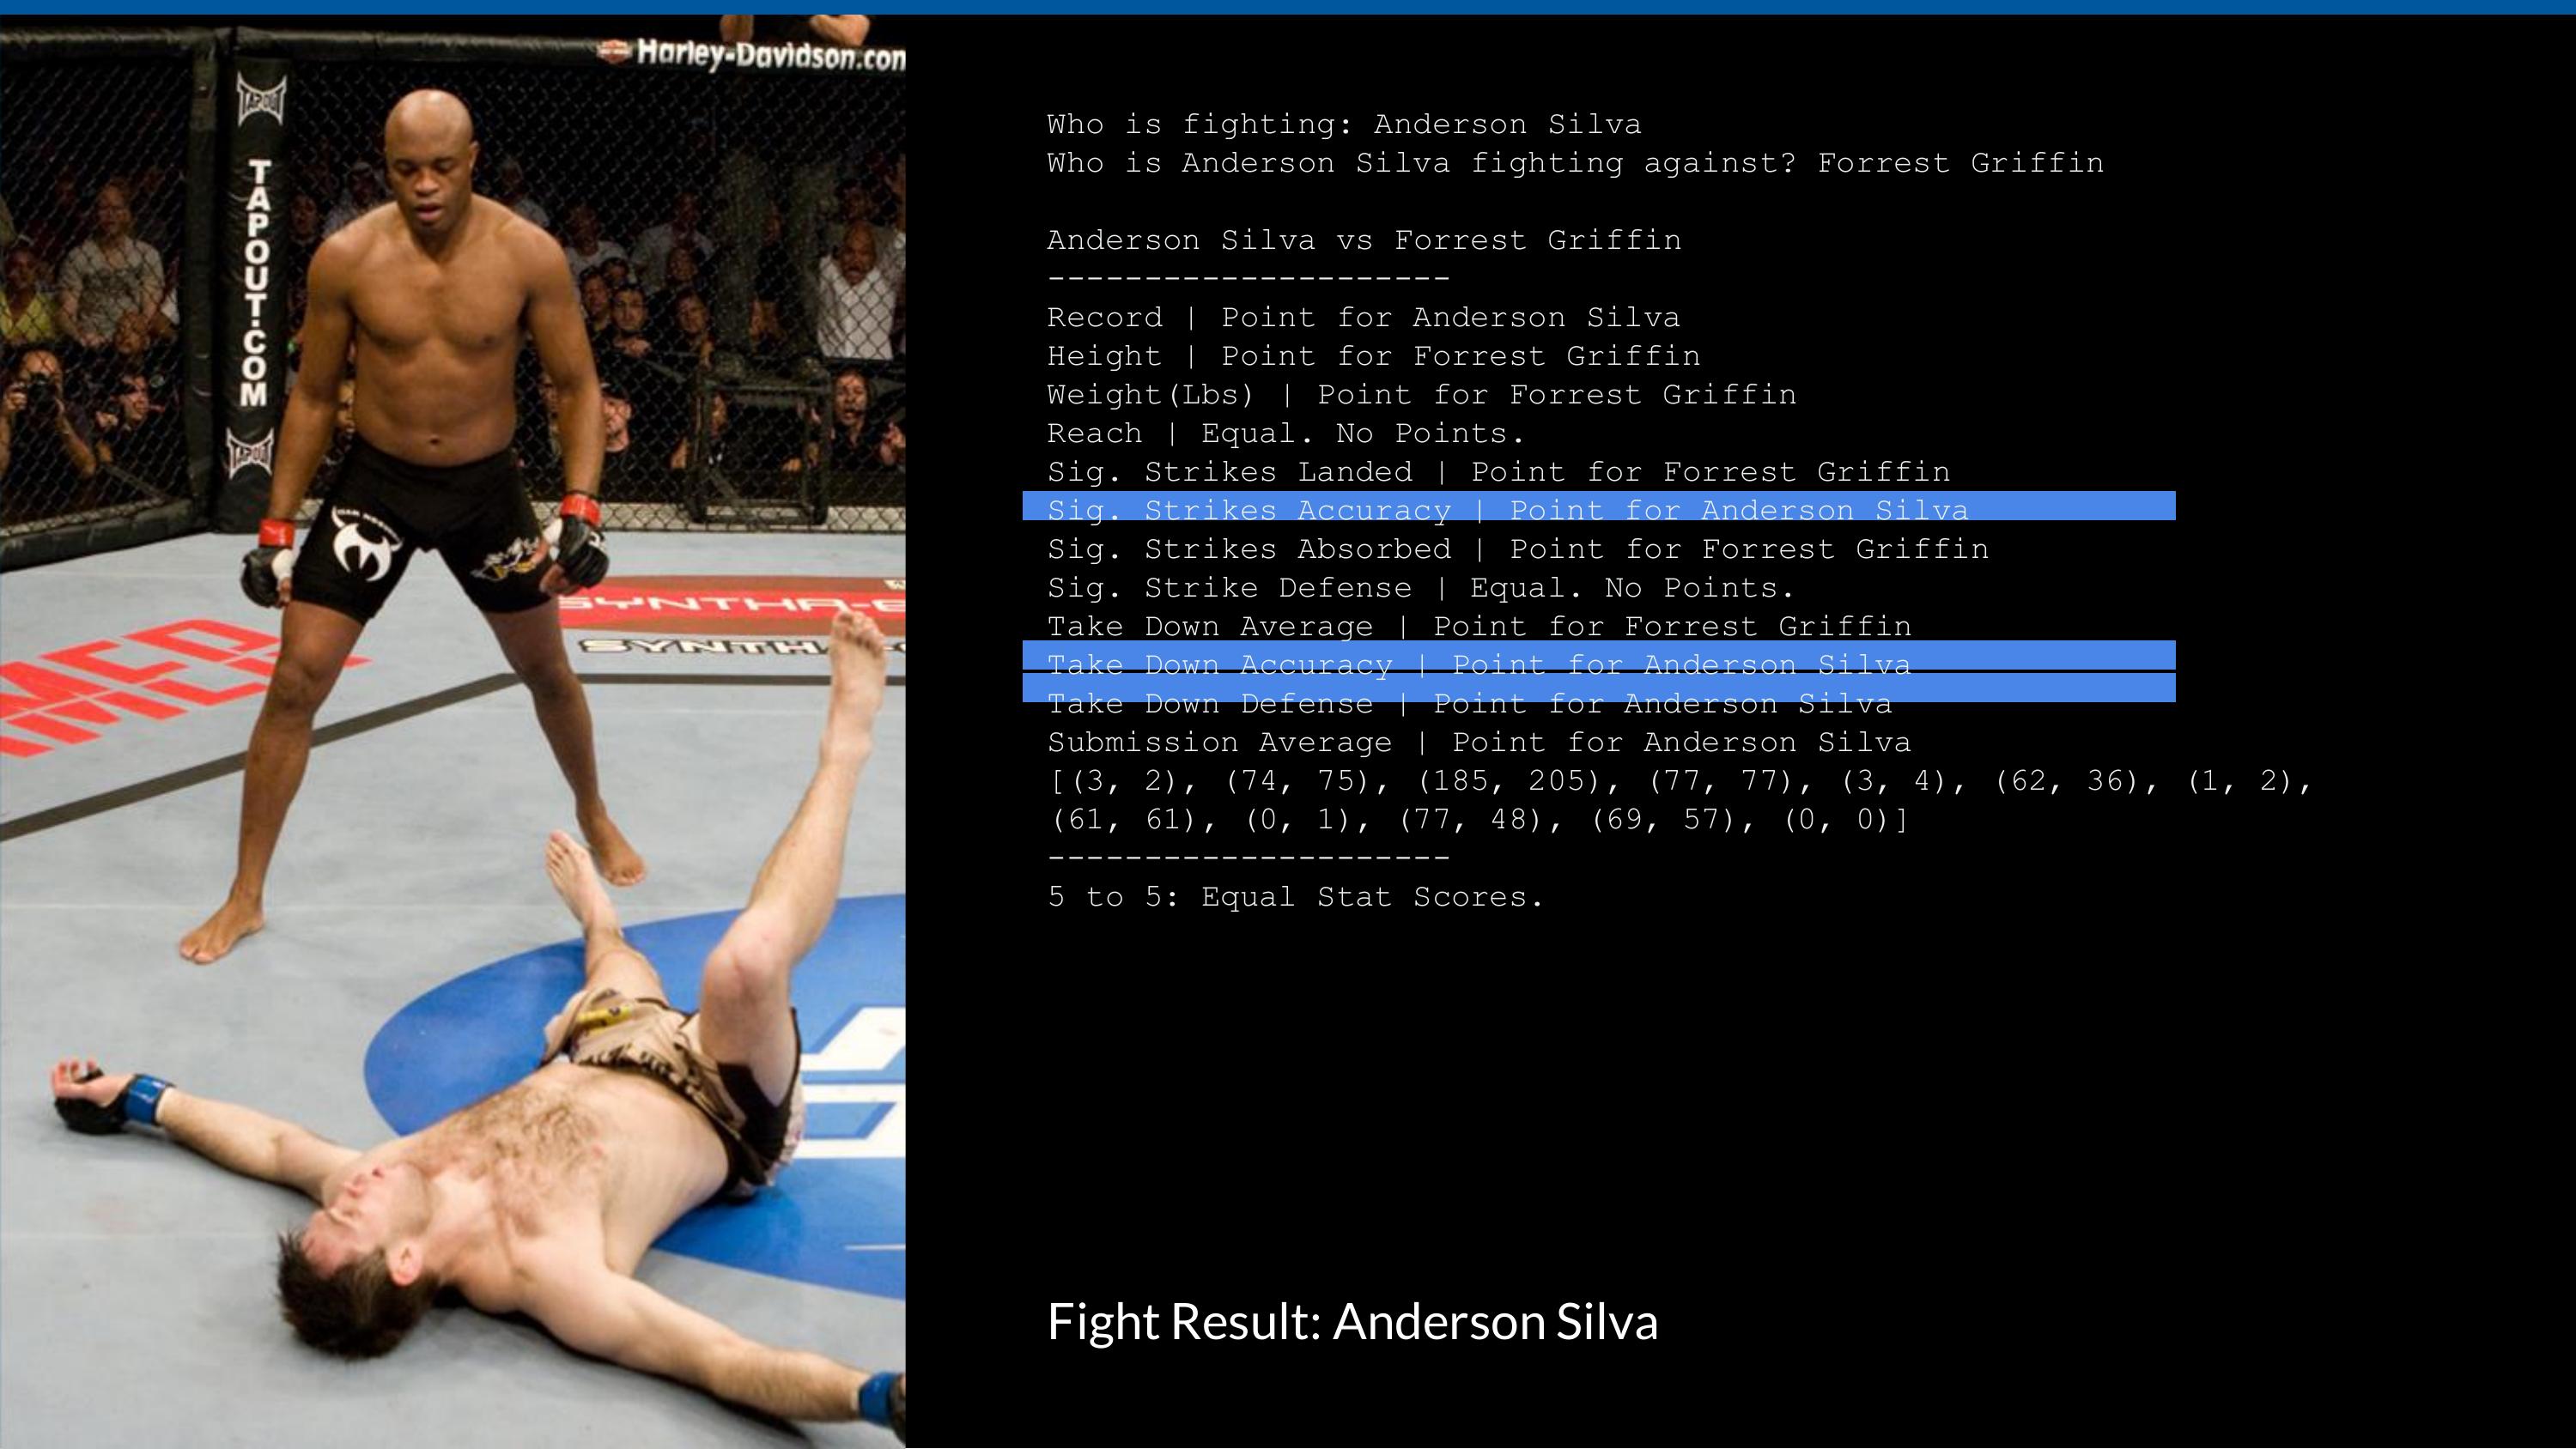 Harley-Davidson.com
TAPOUT
TAPOUT.COM
TAPOUT
SYNTHA-6
SYNTHA-6
Who is fighting: Anderson Silva
Who is Anderson Silva fighting against? Forrest Griffin
Anderson Silva vs Forrest Griffin
---------------------
Record | Point for Anderson Silva
Height | Point for Forrest Griffin
Weight(Lbs) | Point for Forrest Griffin
Reach | Equal. No Points.
Sig. Strikes Landed | Point for Forrest Griffin
Sig. Strikes Accuracy | Point for Anderson Silva
Sig. Strikes Absorbed | Point for Forrest Griffin
Sig. Strike Defense | Equal. No Points.
Take Down Average | Point for Forrest Griffin
Take Down Accuracy | Point for Anderson Silva
Take Down Defense | Point for Anderson Silva
Submission Average | Point for Anderson Silva
[(3, 2), (74, 75), (185, 205), (77, 77), (3, 4), (62, 36), (1, 2),
(61, 61), (0, 1), (77, 48), (69, 57), (0, 0)]
---------------------
5 to 5: Equal Stat Scores.
Fight Result: Anderson Silva